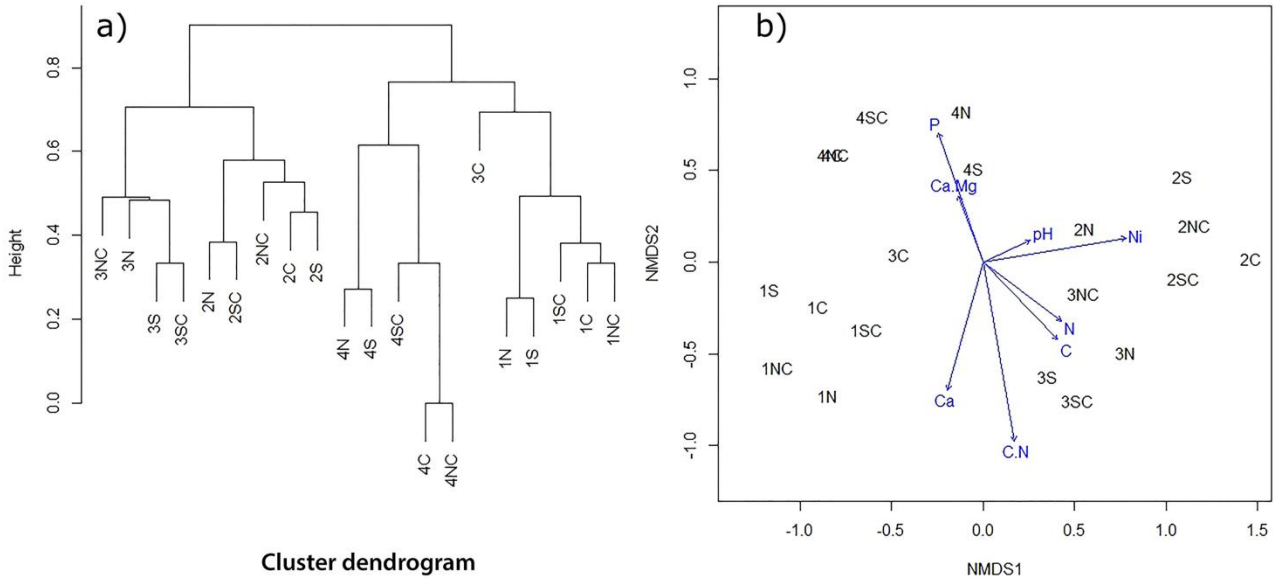 a)
Height
0.0
0.2
0.4
0.6
0.8
3NC
3N
3S
3SC
2N
2SC
2NC
2C
2S
4N
4S
4SC
4C
4NC
3C
1N
1S
1SC
1C
1NC
Cluster dendrogram
b)
NMDS2
1.0
0.5
0.0
-0.5
-1.0
4SC
P
4N
4NC
4S
Ca.Mg
2S
pH
2N
Ni
2NC
3C
2C
2SC
1S
1C
3NC
1SC
N
C
3N
1NC
3S
1N
Ca
3SC
C.N
-1.0
-0.5
0.0
0.5
1.0
1.5
NMDS1